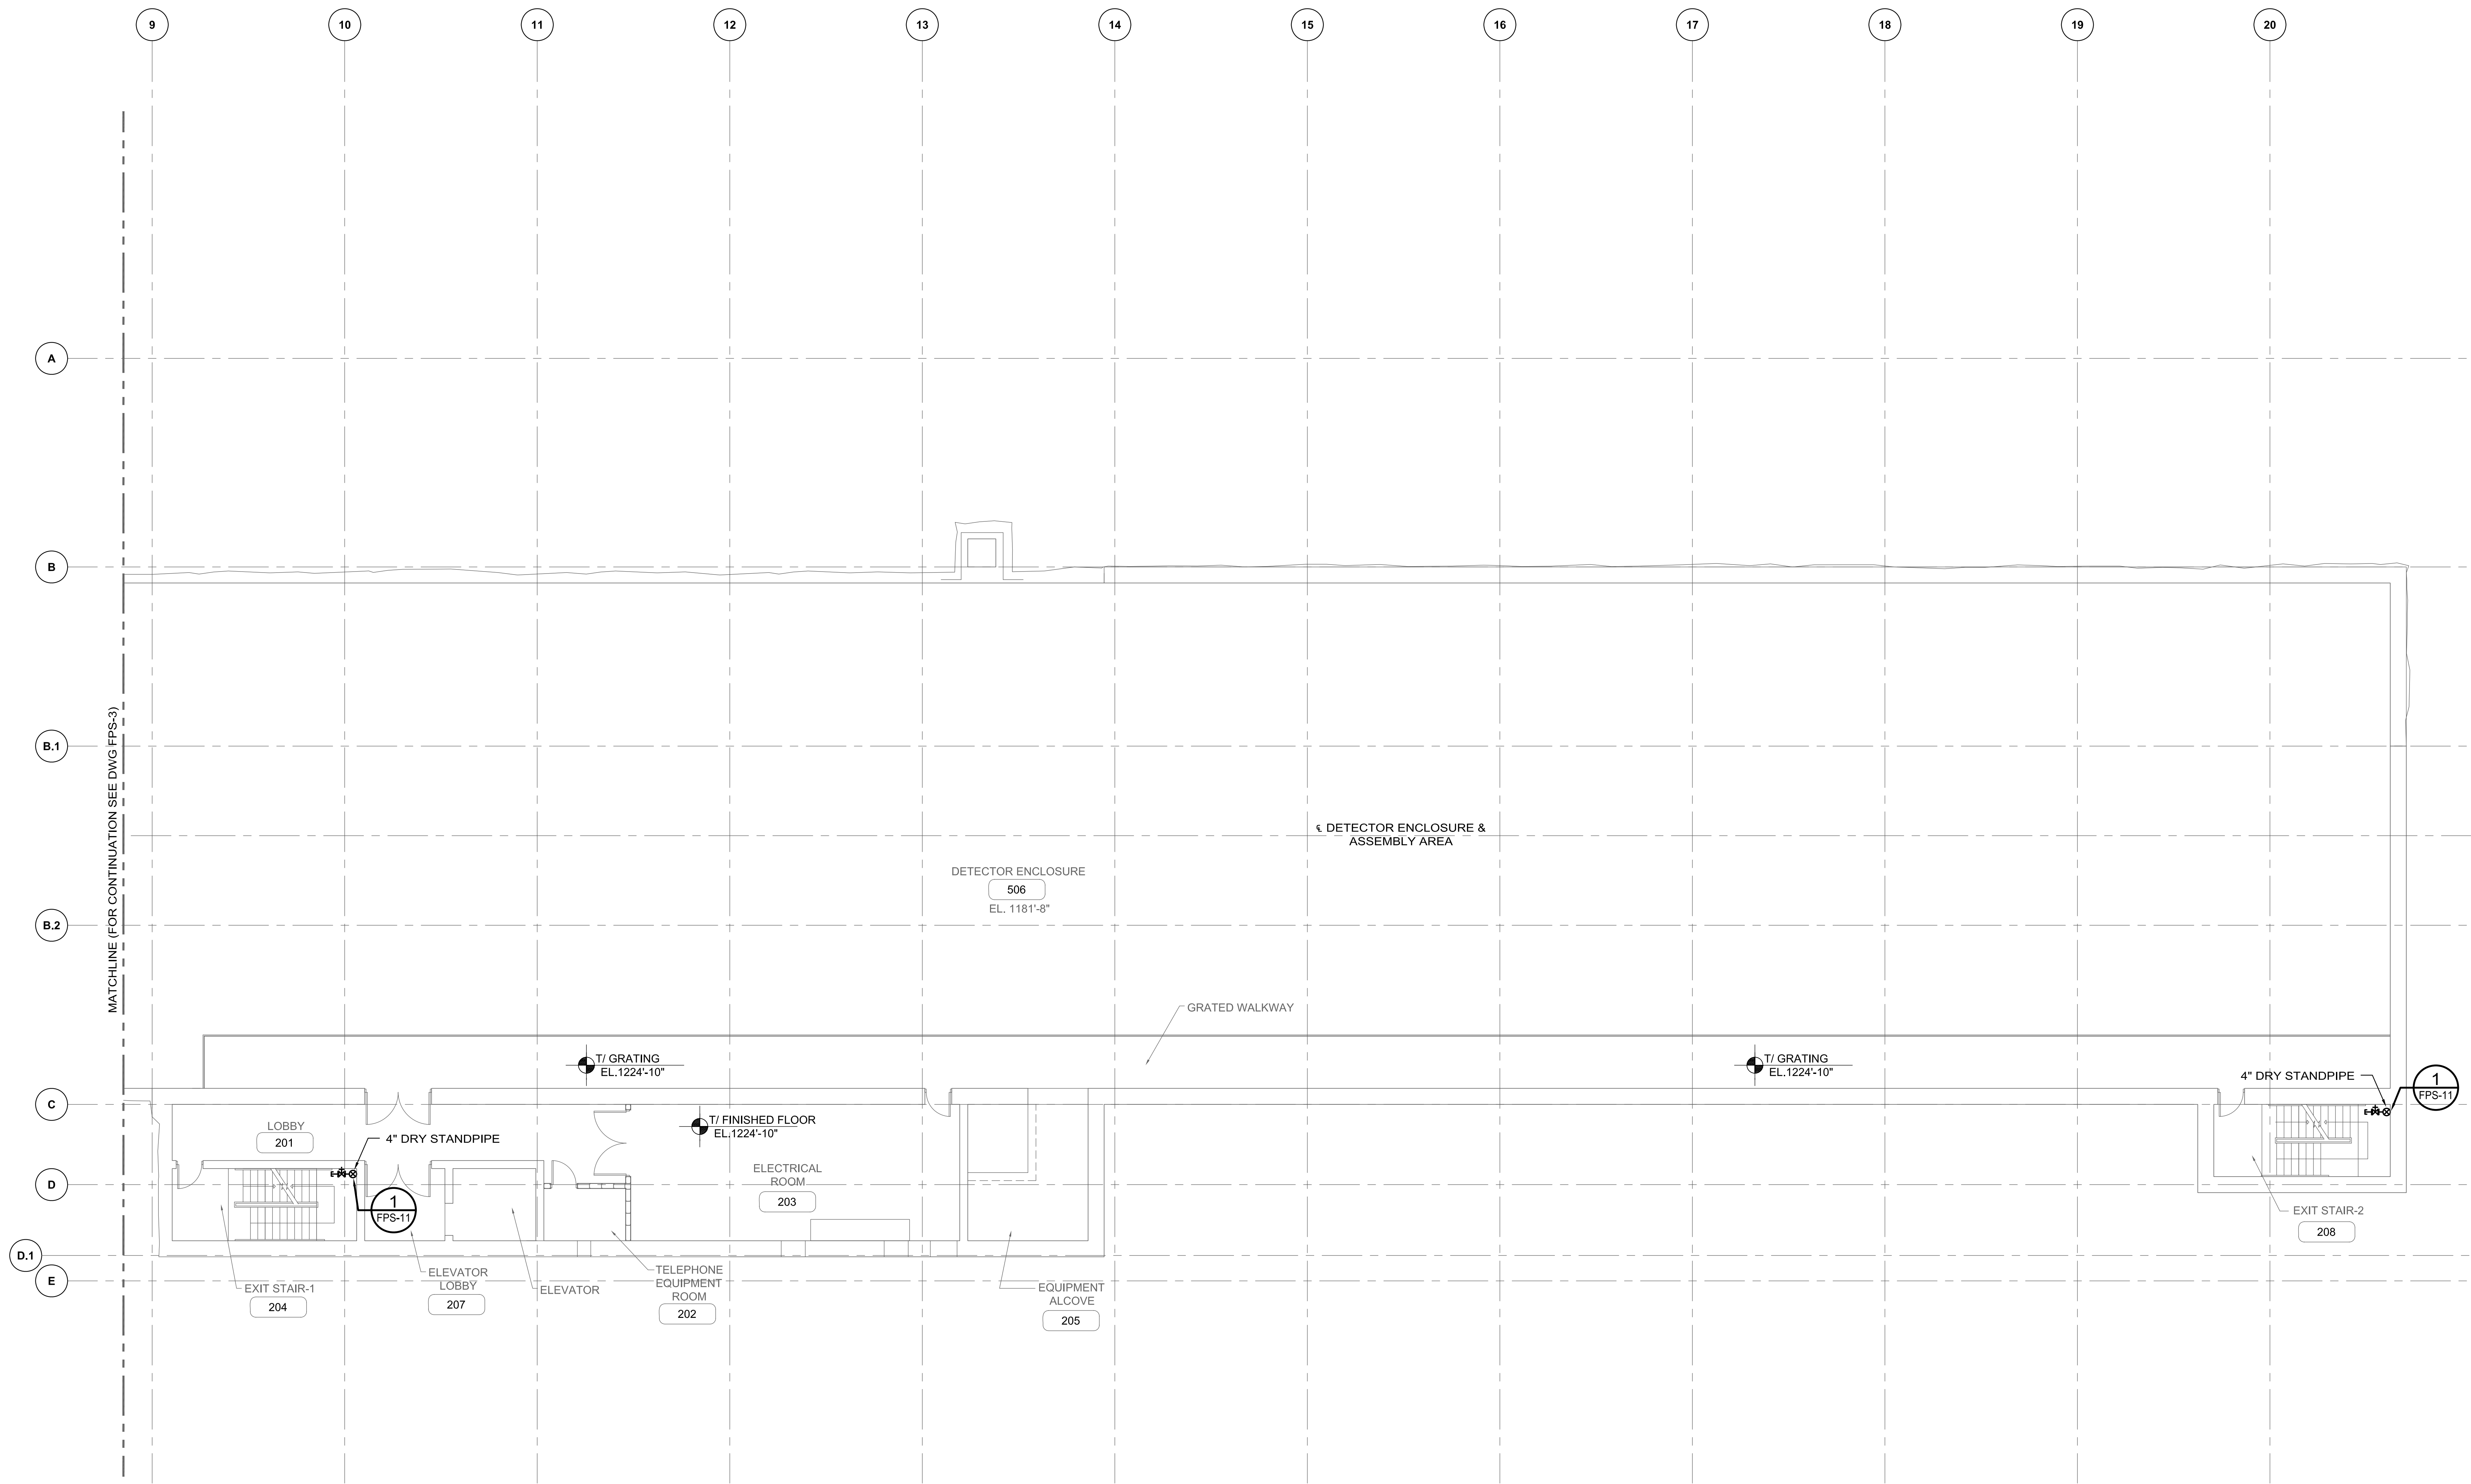 9
10
11
12
13
14
15
16
17
18
19
20
A
B
B.1
B.2
C
D
D.1
E
MATCHLINE (FOR CONTINUATION SEE DWG FPS-3)
℄ DETECTOR ENCLOSURE &
ASSEMBLY AREA
DETECTOR ENCLOSURE
506
EL. 1181'-8"
GRATED WALKWAY
T/ GRATING
EL.1224'-10"
T/ GRATING
EL.1224'-10"
4" DRY STANDPIPE
1
FPS-11
T/ FINISHED FLOOR
EL.1224'-10"
LOBBY
201
4" DRY STANDPIPE
1
FPS-11
ELECTRICAL
ROOM
203
EXIT STAIR-2
208
EXIT STAIR-1
204
ELEVATOR
LOBBY
207
ELEVATOR
TELEPHONE
EQUIPMENT
ROOM
202
EQUIPMENT
ALCOVE
205